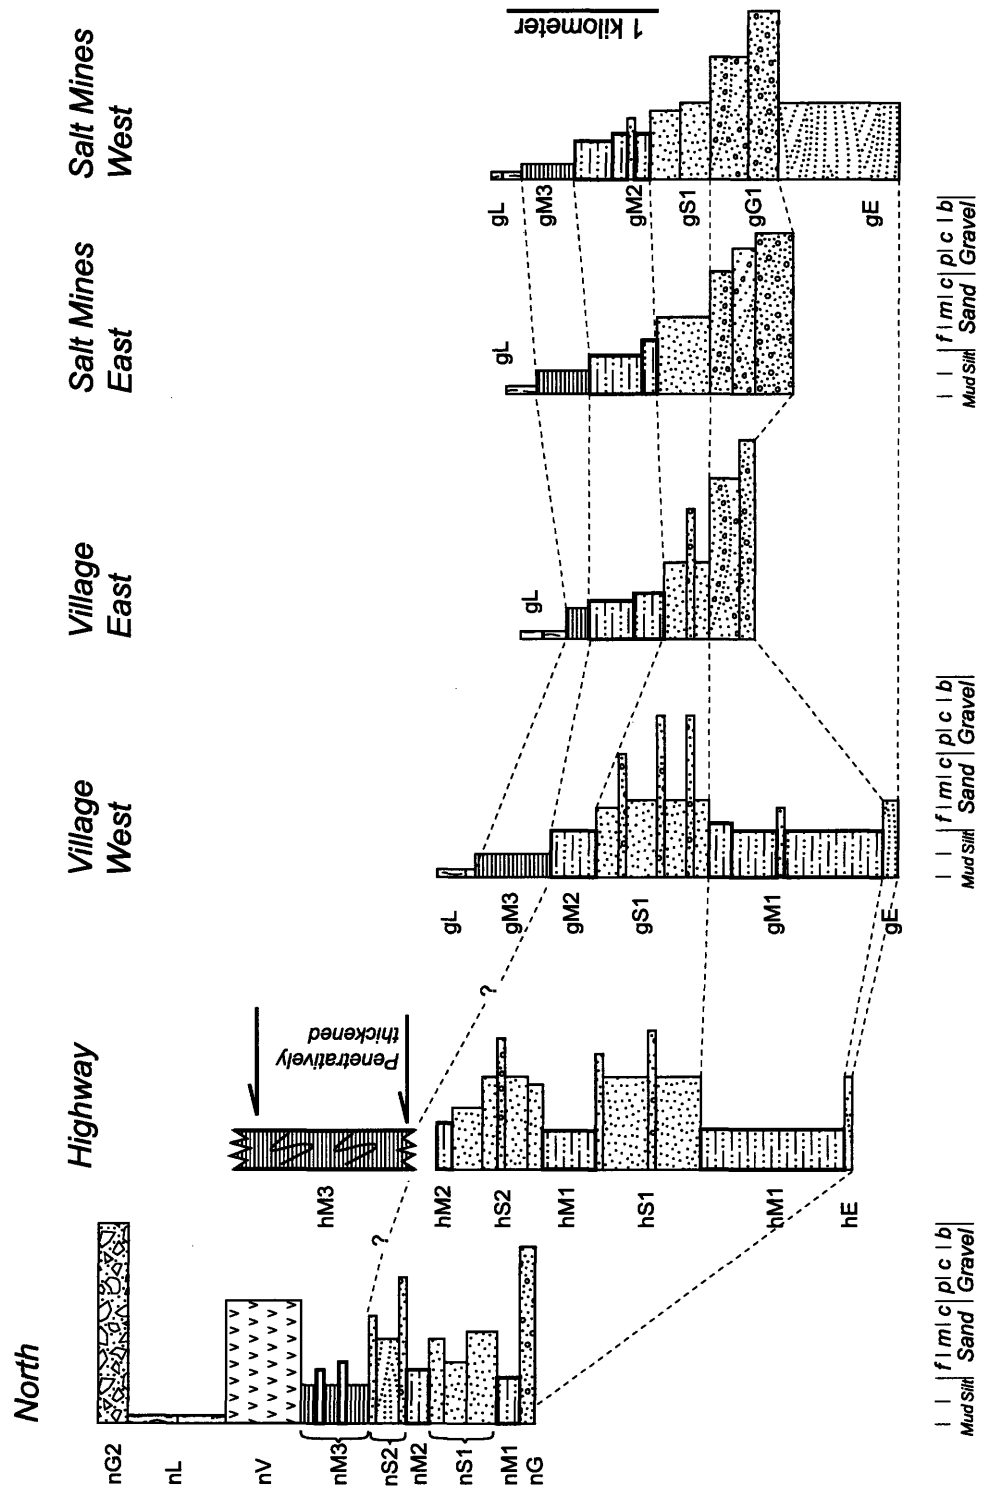 North
Highway
Village
West
Village
East
Salt Mines
East
Salt Mines
West
nG2
nL
nV
nM3
nS2
nM2
nS1
nM1
nG
?
hM3
Penetratively
thickened
hM2
hS2
hM1
hS1
hM1
hE
?
gL
gM3
gM2
gS1
gM1
gE
gL
gL
gL
gM3
gM2
gS1
gG1
gE
1 kilometer
| | | f | m | c | p | c | b |
Mud Silt | Sand | Gravel |
| | | f | m | c | p | c | b |
Mud Silt | Sand | Gravel |
| | | f | m | c | p | c | b |
Mud Silt | Sand | Gravel |